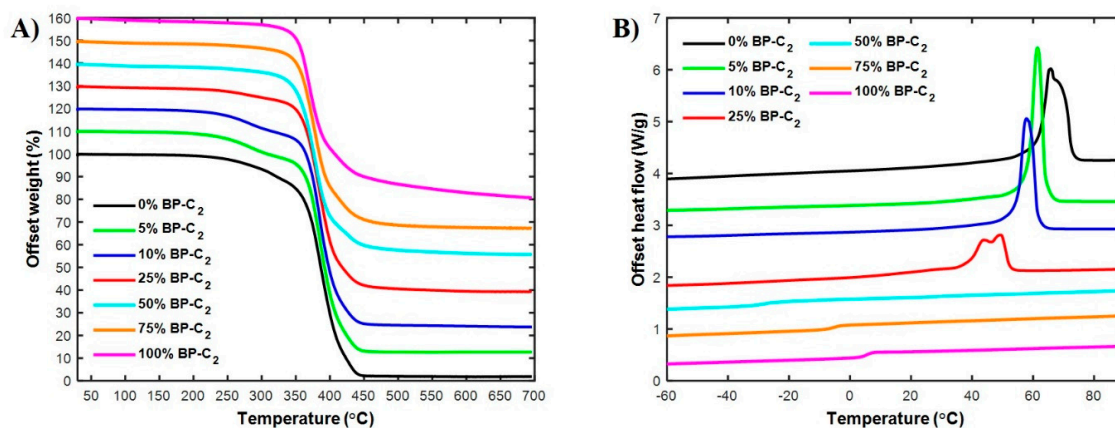 A)
160
150
140
130
120
110
100
90
80
70
60
50
40
30
20
10
0
Offset weight (%)
0% BP-C₂
5% BP-C₂
10% BP-C₂
25% BP-C₂
50% BP-C₂
75% BP-C₂
100% BP-C₂
50 100 150 200 250 300 350 400 450 500 550 600 650 700
Temperature (°C)
B)
7
6
5
4
3
2
1
0
Offset heat flow (W/g)
0% BP-C₂ 50% BP-C₂
5% BP-C₂ 75% BP-C₂
10% BP-C₂ 100% BP-C₂
25% BP-C₂
-60 -40 -20 0 20 40 60 80
Temperature (°C)